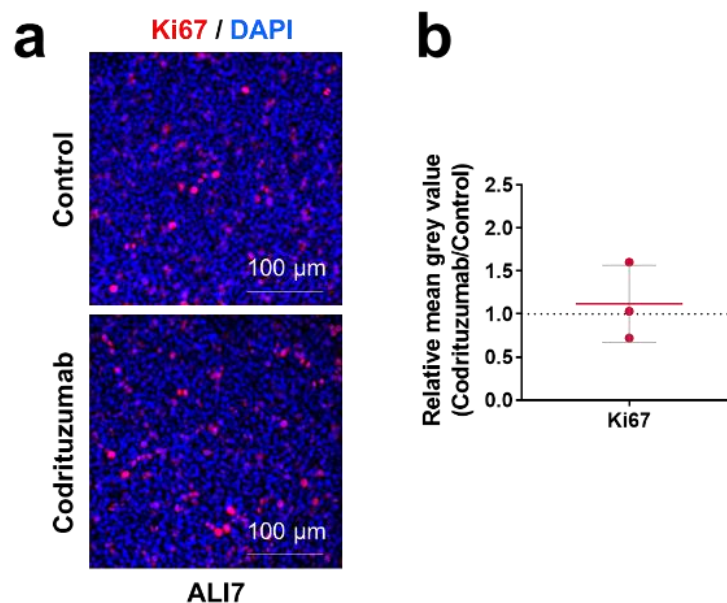 a
Ki67 / DAPI
Control
100 µm
Codrituzumab
100 µm
ALI7
b
Relative mean grey value
(Codrituzumab/Control)
2.5
2.0
1.5
1.0
0.5
0.0
Ki67